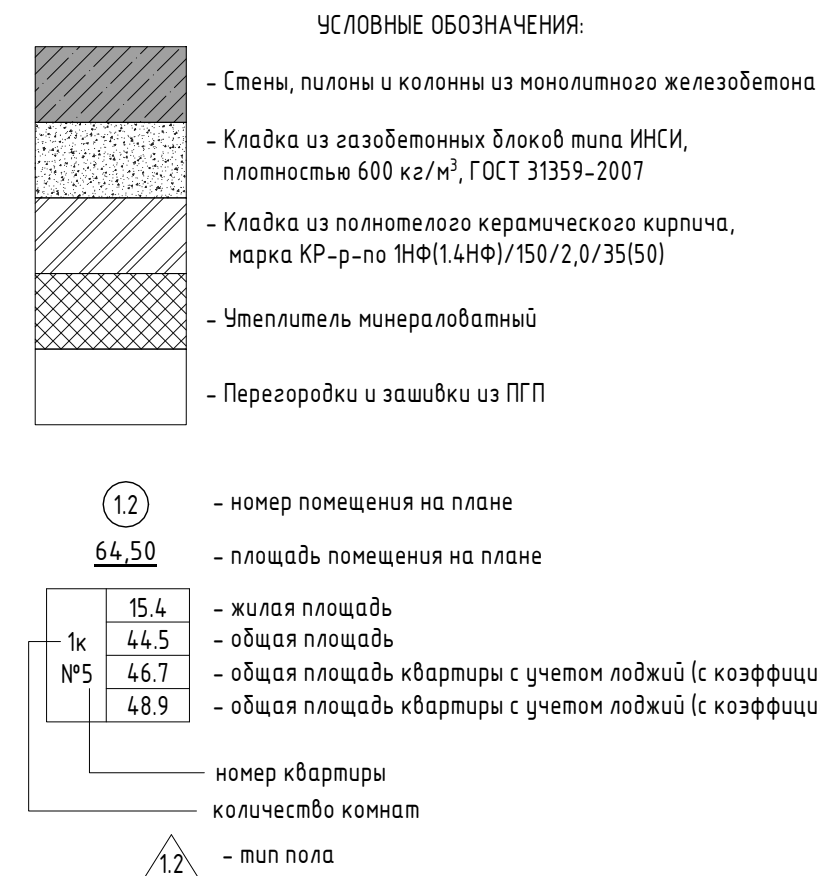 УСЛОВНЫЕ ОБОЗНАЧЕНИЯ:
- Стены, пилоны и колонны из монолитного железобетона
- Кладка из газобетонных блоков типа ИНСИ,
плотностью 600 кг/м³, ГОСТ 31359-2007
- Кладка из полнотелого керамического кирпича,
марка КР-р-по 1НФ(1.4НФ)/150/2,0/35(50)
- Утеплитель минераловатный
- Перегородки и зашивки из ПГП
1.2 - номер помещения на плане
64,50 - площадь помещения на плане
15.4 - жилая площадь
1к 44.5 - общая площадь
№5 46.7 - общая площадь квартиры с учетом лоджий (с коэффици
48.9 - общая площадь квартиры с учетом лоджий (с коэффици
номер квартиры
количество комнат
1.2 - тип пола